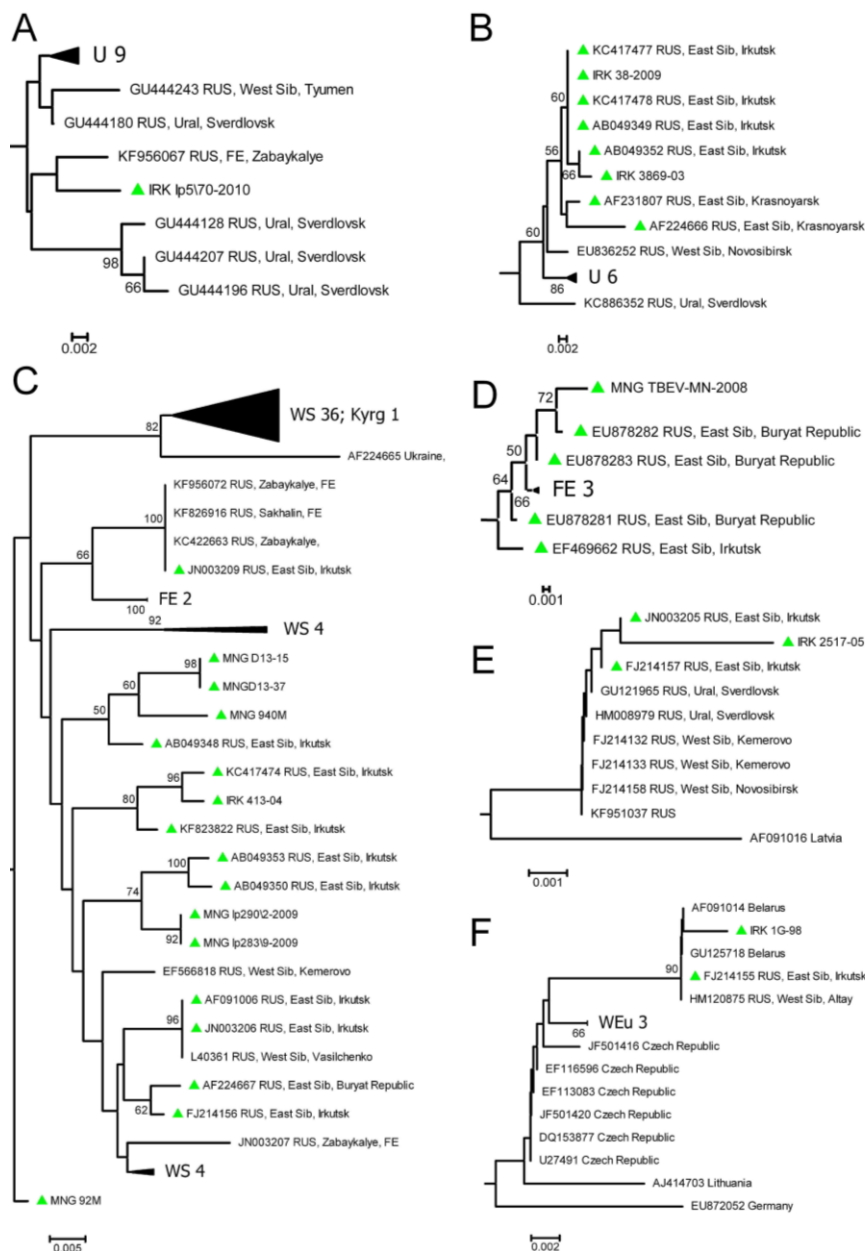 A
U 9
GU444243 RUS, West Sib, Tyumen
GU444180 RUS, Ural, Sverdlovsk
KF956067 RUS, FE, Zabaykalye
IRK Ip5\70-2010
GU444128 RUS, Ural, Sverdlovsk
98
GU444207 RUS, Ural, Sverdlovsk
66
GU444196 RUS, Ural, Sverdlovsk
0.002
B
KC417477 RUS, East Sib, Irkutsk
IRK 38-2009
60
KC417478 RUS, East Sib, Irkutsk
AB049349 RUS, East Sib, Irkutsk
56
AB049352 RUS, East Sib, Irkutsk
66
IRK 3869-03
AF231807 RUS, East Sib, Krasnoyarsk
AF224666 RUS, East Sib, Krasnoyarsk
60
EU836252 RUS, West Sib, Novosibirsk
U 6
86
KC886352 RUS, Ural, Sverdlovsk
0.002
C
WS 36; Kyrg 1
82
AF224665 Ukraine,
KF956072 RUS, Zabaykalye, FE
KF826916 RUS, Sakhalin, FE
100
KC422663 RUS, Zabaykalye,
66
JN003209 RUS, East Sib, Irkutsk
FE 2
100
92
WS 4
MNG D13-15
98
MNGD13-37
60
MNG 940M
50
AB049348 RUS, East Sib, Irkutsk
KC417474 RUS, East Sib, Irkutsk
96
IRK 413-04
80
KF823822 RUS, East Sib, Irkutsk
AB049353 RUS, East Sib, Irkutsk
100
AB049350 RUS, East Sib, Irkutsk
74
MNG Ip290\2-2009
92
MNG Ip283\9-2009
EF566818 RUS, West Sib, Kemerovo
AF091006 RUS, East Sib, Irkutsk
96
JN003206 RUS, East Sib, Irkutsk
L40361 RUS, West Sib, Vasilchenko
AF224667 RUS, East Sib, Buryat Republic
62
FJ214156 RUS, East Sib, Irkutsk
JN003207 RUS, Zabaykalye, FE
WS 4
MNG 92M
0.005
D
MNG TBEV-MN-2008
72
EU878282 RUS, East Sib, Buryat Republic
50
EU878283 RUS, East Sib, Buryat Republic
64
FE 3
66
EU878281 RUS, East Sib, Buryat Republic
EF469662 RUS, East Sib, Irkutsk
0.001
E
JN003205 RUS, East Sib, Irkutsk
IRK 2517-05
FJ214157 RUS, East Sib, Irkutsk
GU121965 RUS, Ural, Sverdlovsk
HM008979 RUS, Ural, Sverdlovsk
FJ214132 RUS, West Sib, Kemerovo
FJ214133 RUS, West Sib, Kemerovo
FJ214158 RUS, West Sib, Novosibirsk
KF951037 RUS
AF091016 Latvia
0.001
F
AF091014 Belarus
IRK 1G-98
GU125718 Belarus
90
FJ214155 RUS, East Sib, Irkutsk
HM120875 RUS, West Sib, Altay
WEu 3
66
JF501416 Czech Republic
EF116596 Czech Republic
EF113083 Czech Republic
JF501420 Czech Republic
DQ153877 Czech Republic
U27491 Czech Republic
AJ414703 Lithuania
EU872052 Germany
0.002